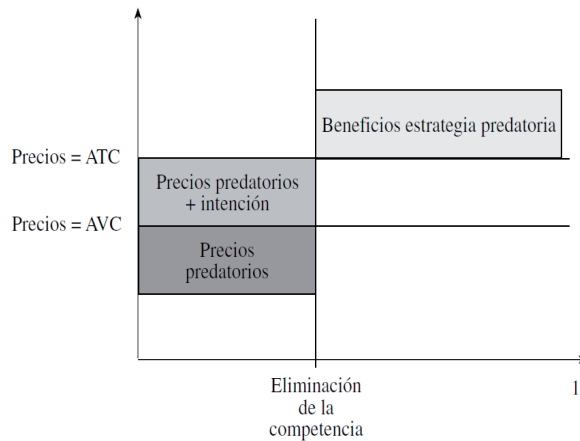 Beneficios estrategia predatoria
Precios = ATC
Precios predatorios
+ intención
Precios = AVC
Precios
predatorios
Eliminación
de la
competencia
1